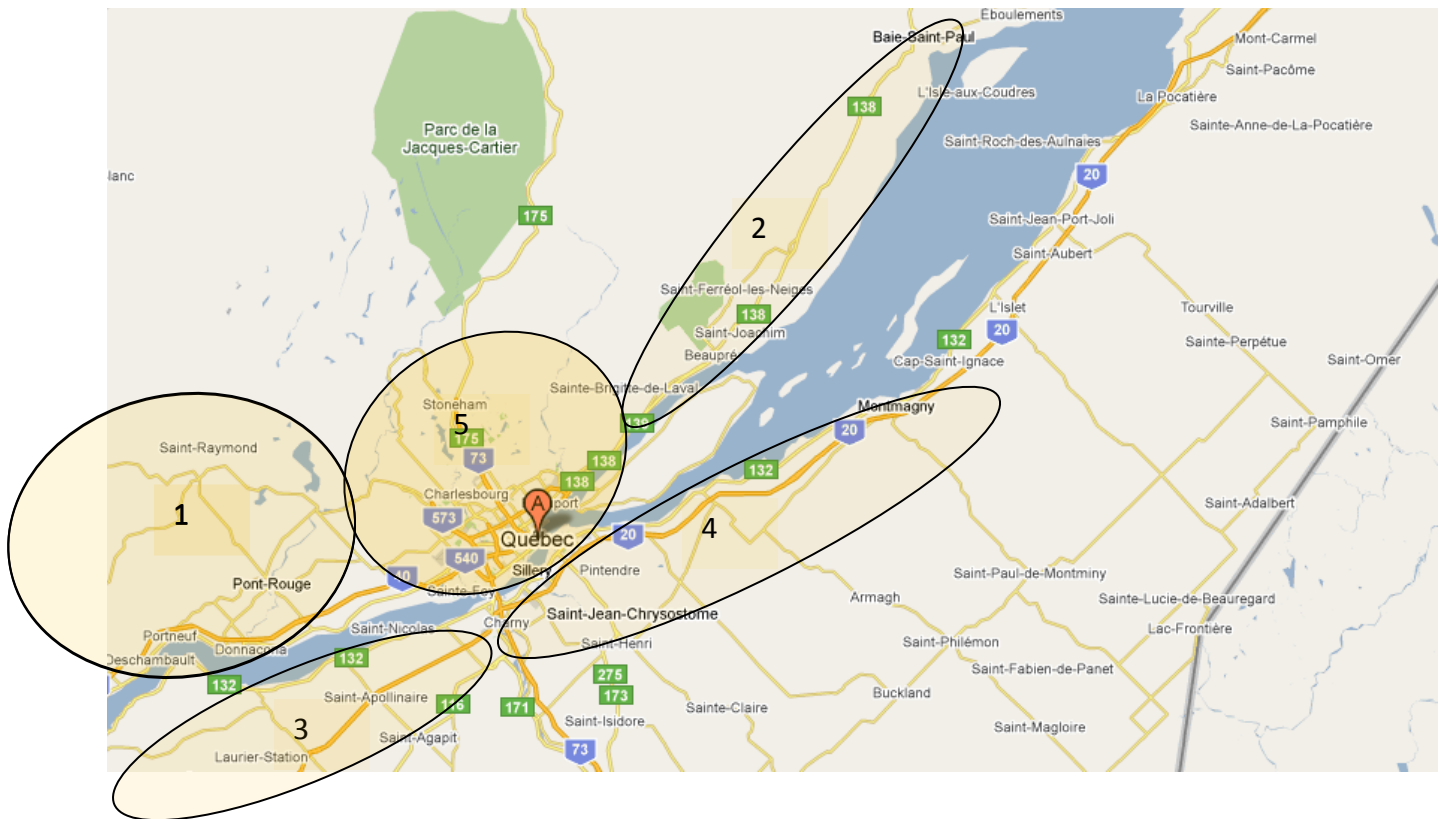 Eboulements
Baie-Saint-Paul
Mont-Carmel
Saint-Pacôme
L'Isle-aux-Coudres
La Pocatière
138
Sainte-Anne-de-La-Pocatière
Parc de la
Jacques-Cartier
Saint-Roch-des-Aulnaies
lanc
20
175
Saint-Jean-Port-Joli
2
Saint-Aubert
Saint-Ferréol-les-Neiges
L'Islet
Tourville
138
Saint-Joachim
20
132
Sainte-Perpétue
Beaupré
Cap-Saint-Ignace
Saint-Omer
Sainte-Brigitte-de-Laval
Stoneham
Montmagny
5
138
20
Saint-Pamphile
175
Saint-Raymond
73
138
132
138
Charlesbourg
port
Saint-Adalbert
A
1
573
4
20
Québec
540
Sillery
Pintendre
40
Saint-Paul-de-Montminy
Pont-Rouge
Sainte-Foy
Armagh
Sainte-Lucie-de-Beauregard
Saint-Jean-Chrysostome
Charny
Saint-Nicolas
Lac-Frontière
Portneuf
Saint-Henri
Saint-Philémon
Donnacona
Deschambault
132
Saint-Fabien-de-Panet
275
132
173
Buckland
Saint-Apollinaire
116
171
Sainte-Claire
Saint-Isidore
Saint-Magloire
3
Saint-Agapit
73
Laurier-Station